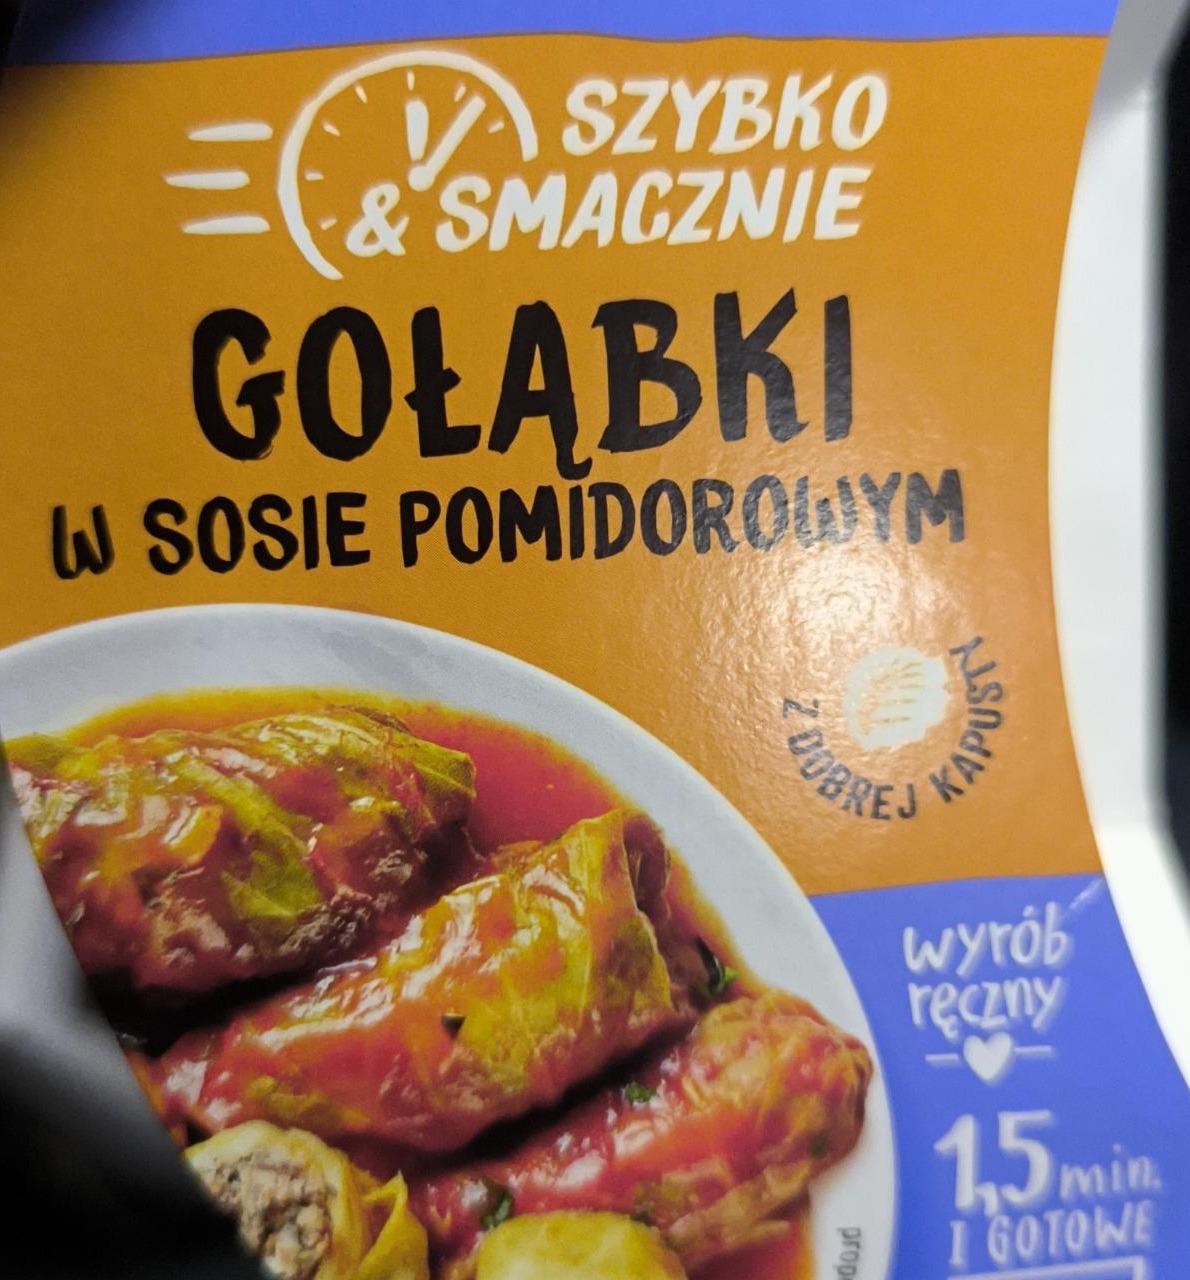 SZYBKO
& SMACZNIE
GOŁĄBKI
W SOSIE POMIDOROWYM
Z DOBREJ KAPUSTY
wyrób
ręczny
1,5 min.
I GOTOWE